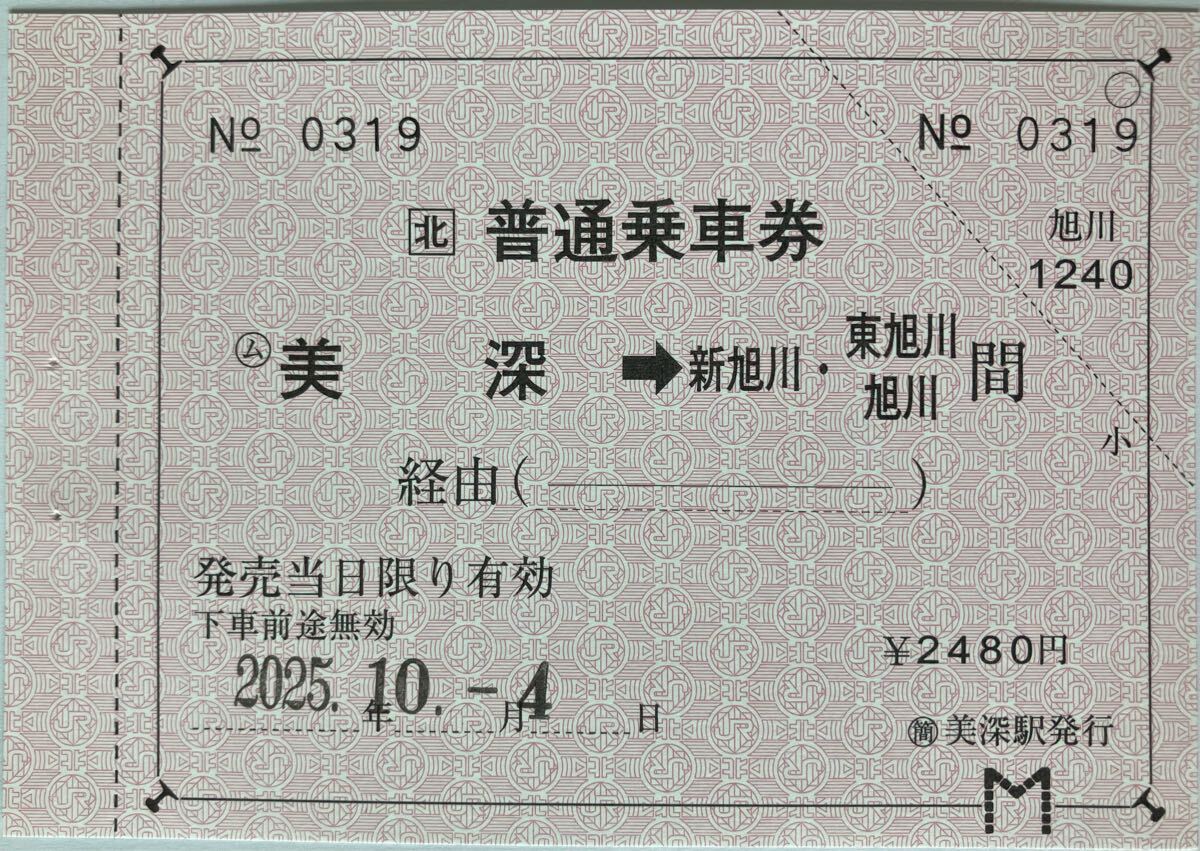 № 0319
№ 0319
北 普通乗車券
旭川
1240
ム 美深 ➡ 新旭川・東旭川
旭川
間
小
経由( )
発売当日限り有効
下車前途無効
¥2480円
2025.10.-4
年 月 日
簡 美深駅発行
M